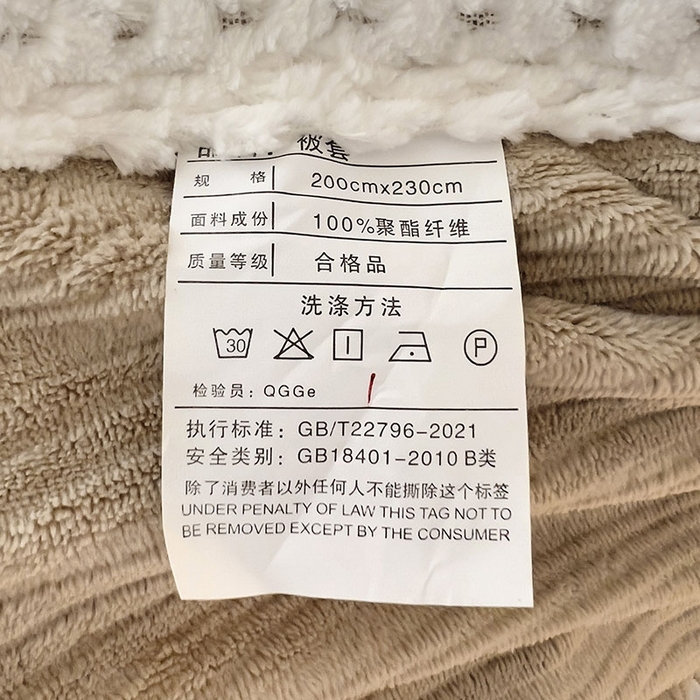 被套
规 格 200cmx230cm
面料成份 100%聚酯纤维
质量等级 合格品
洗涤方法
30 P
检验员: QGGe
执行标准: GB/T22796-2021
安全类别: GB18401-2010 B类
除了消费者以外任何人不能撕除这个标签
UNDER PENALTY OF LAW THIS TAG NOT TO
BE REMOVED EXCEPT BY THE CONSUMER